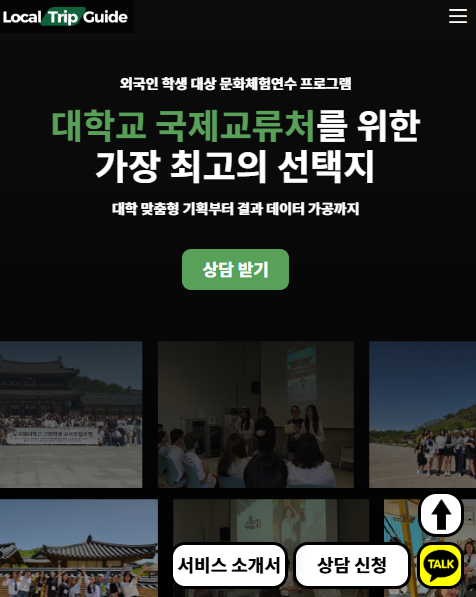 Local Trip Guide
외국인 학생 대상 문화체험연수 프로그램
대학교 국제교류처를 위한
가장 최고의 선택지
대학 맞춤형 기획부터 결과 데이터 가공까지
상담 받기
서비스 소개서
상담 신청
TALK